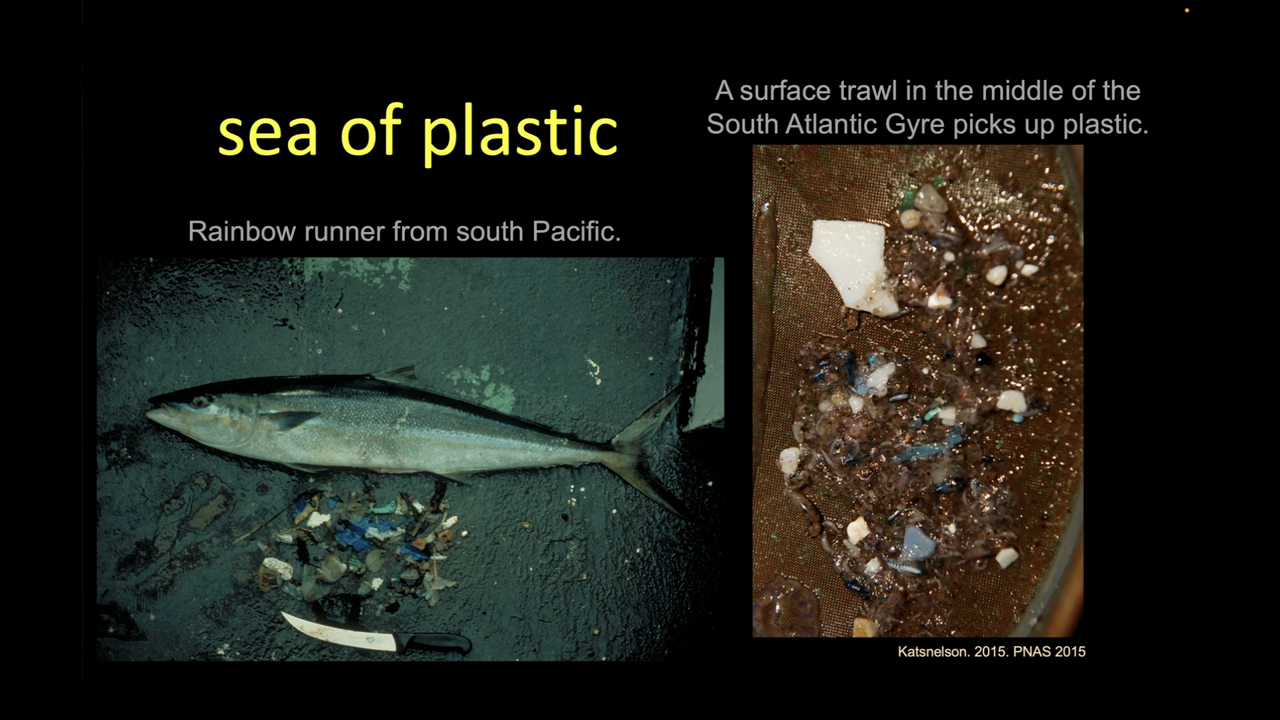 sea of plastic
Rainbow runner from south Pacific.
A surface trawl in the middle of the
South Atlantic Gyre picks up plastic.
Katsnelson. 2015. PNAS 2015